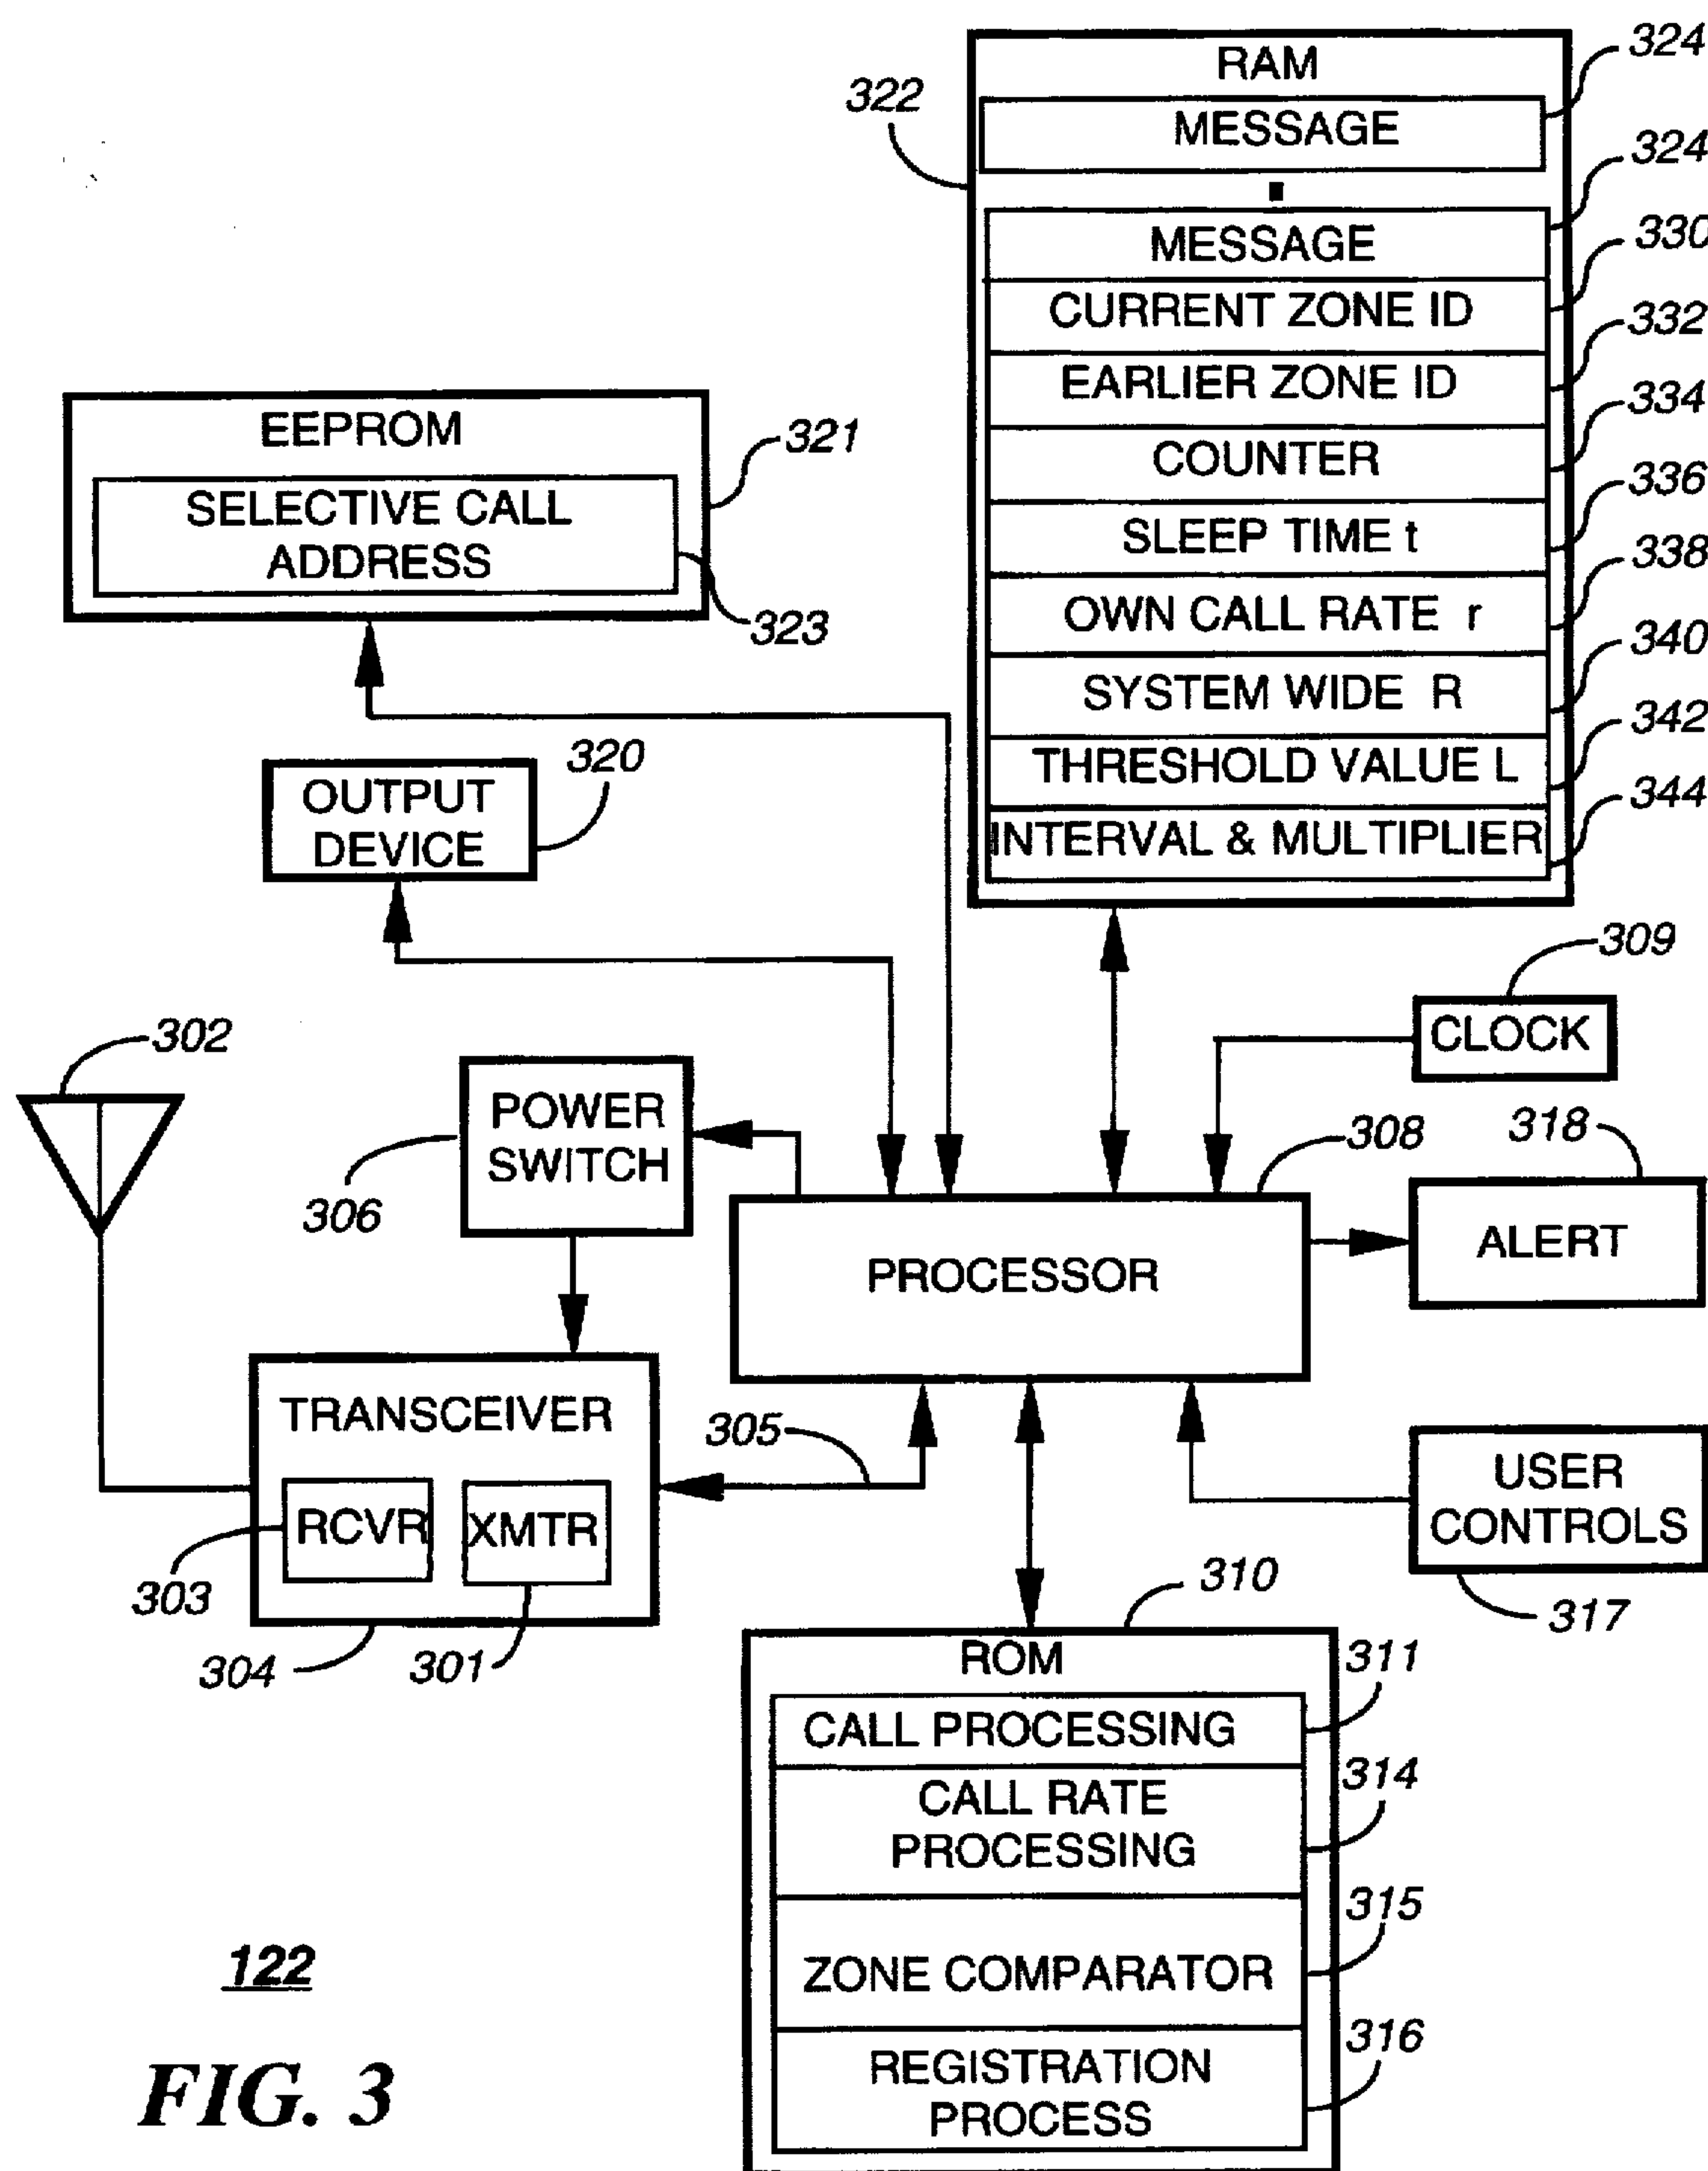 324
RAM
322
MESSAGE
324
MESSAGE
330
CURRENT ZONE ID
332
EARLIER ZONE ID
334
COUNTER
336
SLEEP TIME t
338
OWN CALL RATE r
340
SYSTEM WIDE R
342
THRESHOLD VALUE L
344
INTERVAL & MULTIPLIER
EEPROM
321
SELECTIVE CALL
ADDRESS
323
320
OUTPUT
DEVICE
309
CLOCK
302
POWER
SWITCH
306
308
318
PROCESSOR
ALERT
TRANSCEIVER
305
RCVR
XMTR
303
304
301
USER
CONTROLS
317
310
ROM
311
CALL PROCESSING
314
CALL RATE
PROCESSING
315
ZONE COMPARATOR
316
REGISTRATION
PROCESS
122
FIG. 3